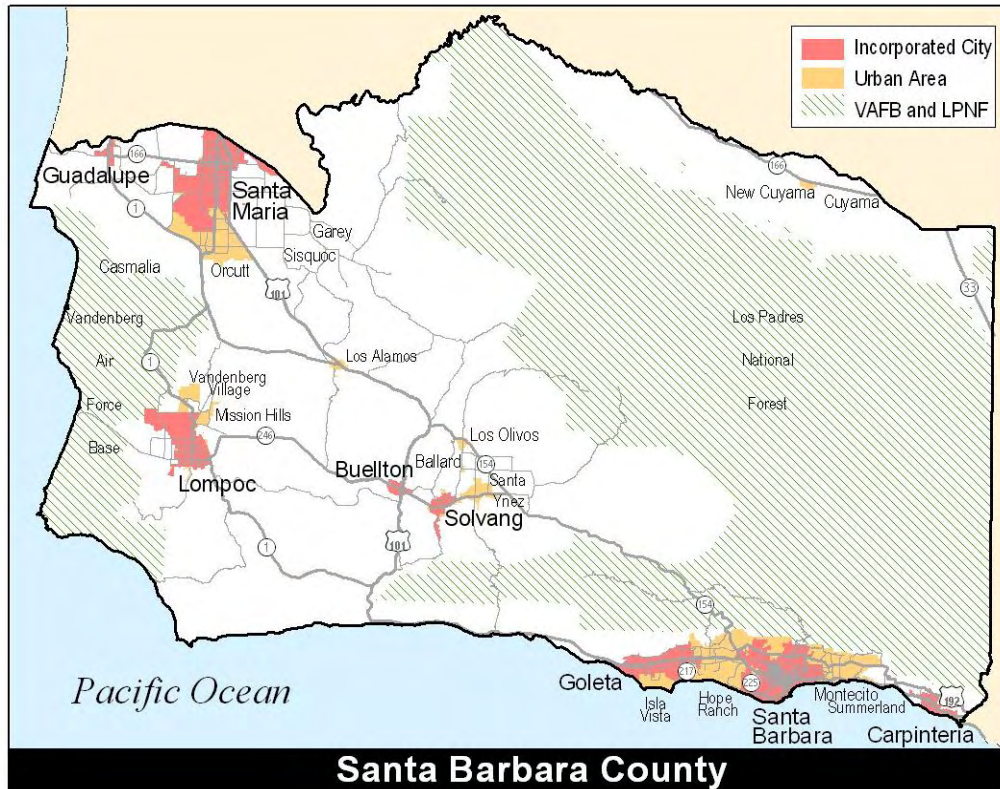 Incorporated City
Urban Area
VAFB and LPNF
166
Guadalupe
Santa
Maria
1
Garey
Sisquoc
Casmalia
Orcutt
101
166
New Cuyama
Cuyama
33
Vandenberg
Air
Force
Base
1
Los Padres
National
Forest
Los Alamos
Vandenberg
Village
Mission Hills
246
Lompoc
Los Olivos
Ballard
154
Santa
Ynez
Buellton
Solvang
1
101
154
Pacific Ocean
Goleta
217
225
Isla
Vista
Hope
Ranch
Santa
Barbara
Montecito
Summerland
192
Carpinteria
Santa Barbara County